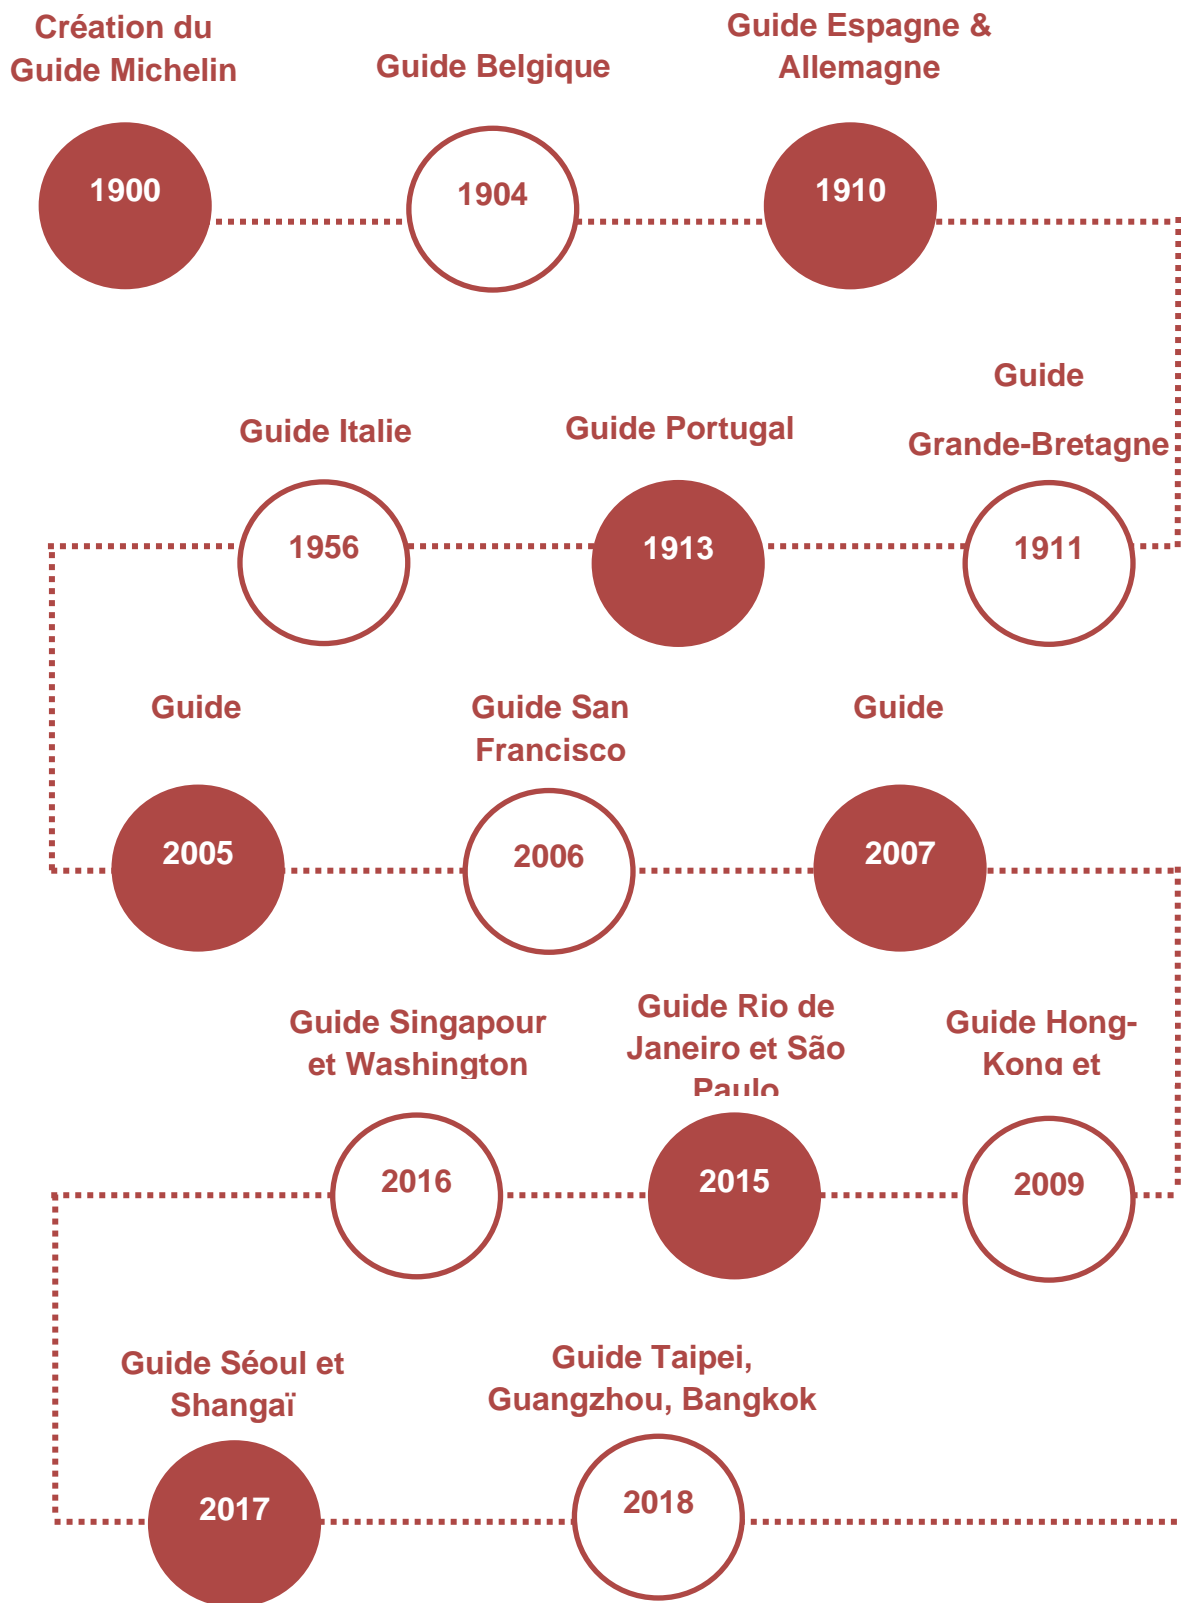 Création du
Guide Michelin
1900
Guide Belgique
1904
Guide Espagne &
Allemagne
1910
Guide
Grande-Bretagne
1911
Guide Portugal
1913
Guide Italie
1956
Guide
2005
Guide San
Francisco
2006
Guide
2007
Guide Hong-
Kong et
2009
Guide Rio de
Janeiro et São
Paulo
2015
Guide Singapour
et Washington
2016
Guide Séoul et
Shangaï
2017
Guide Taipei,
Guangzhou, Bangkok
2018